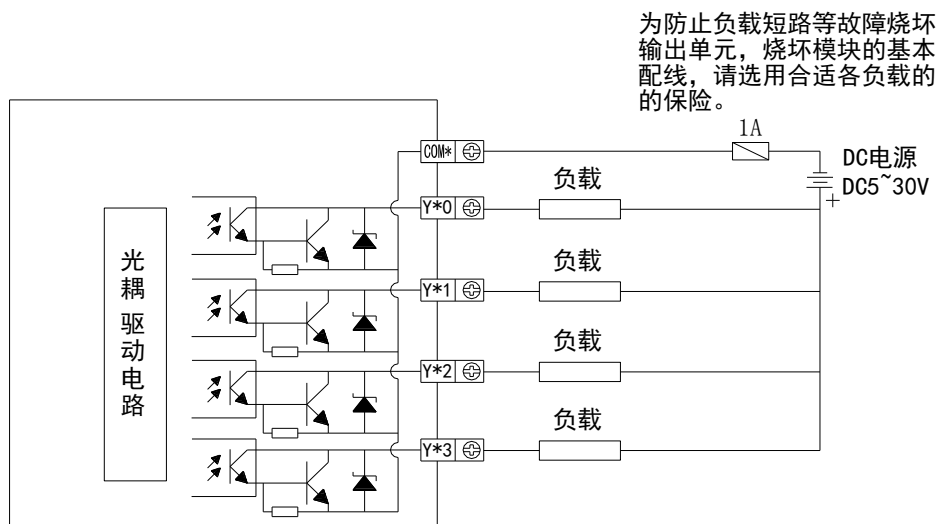 为防止负载短路等故障烧坏
输出单元，烧坏模块的基本
配线，请选用合适各负载的
的保险。
1A
COM*
DC电源
DC5~30V
+
负载
Y*0
负载
Y*1
负载
Y*2
负载
Y*3
光耦驱动电路